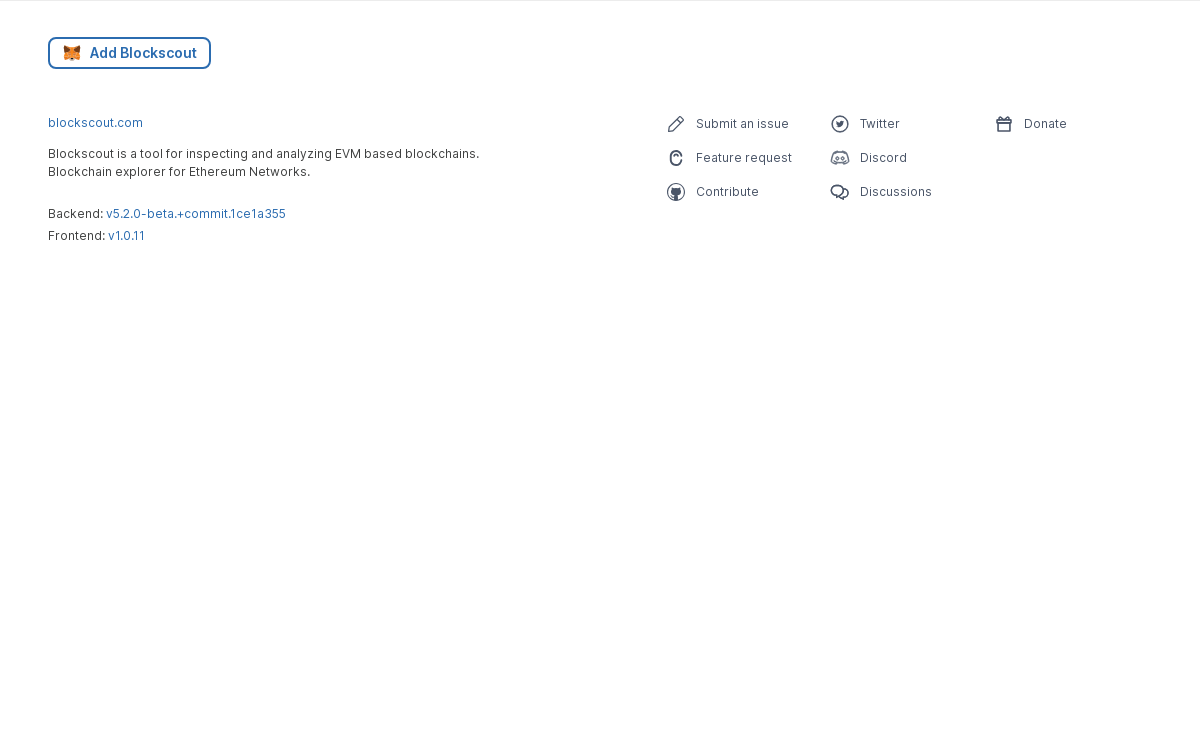 Add Blockscout
blockscout.com
Blockscout is a tool for inspecting and analyzing EVM based blockchains.
Blockchain explorer for Ethereum Networks.
Backend: v5.2.0-beta.+commit.1ce1a355
Frontend: v1.0.11
Submit an issue
Feature request
Contribute
Twitter
Discord
Discussions
Donate